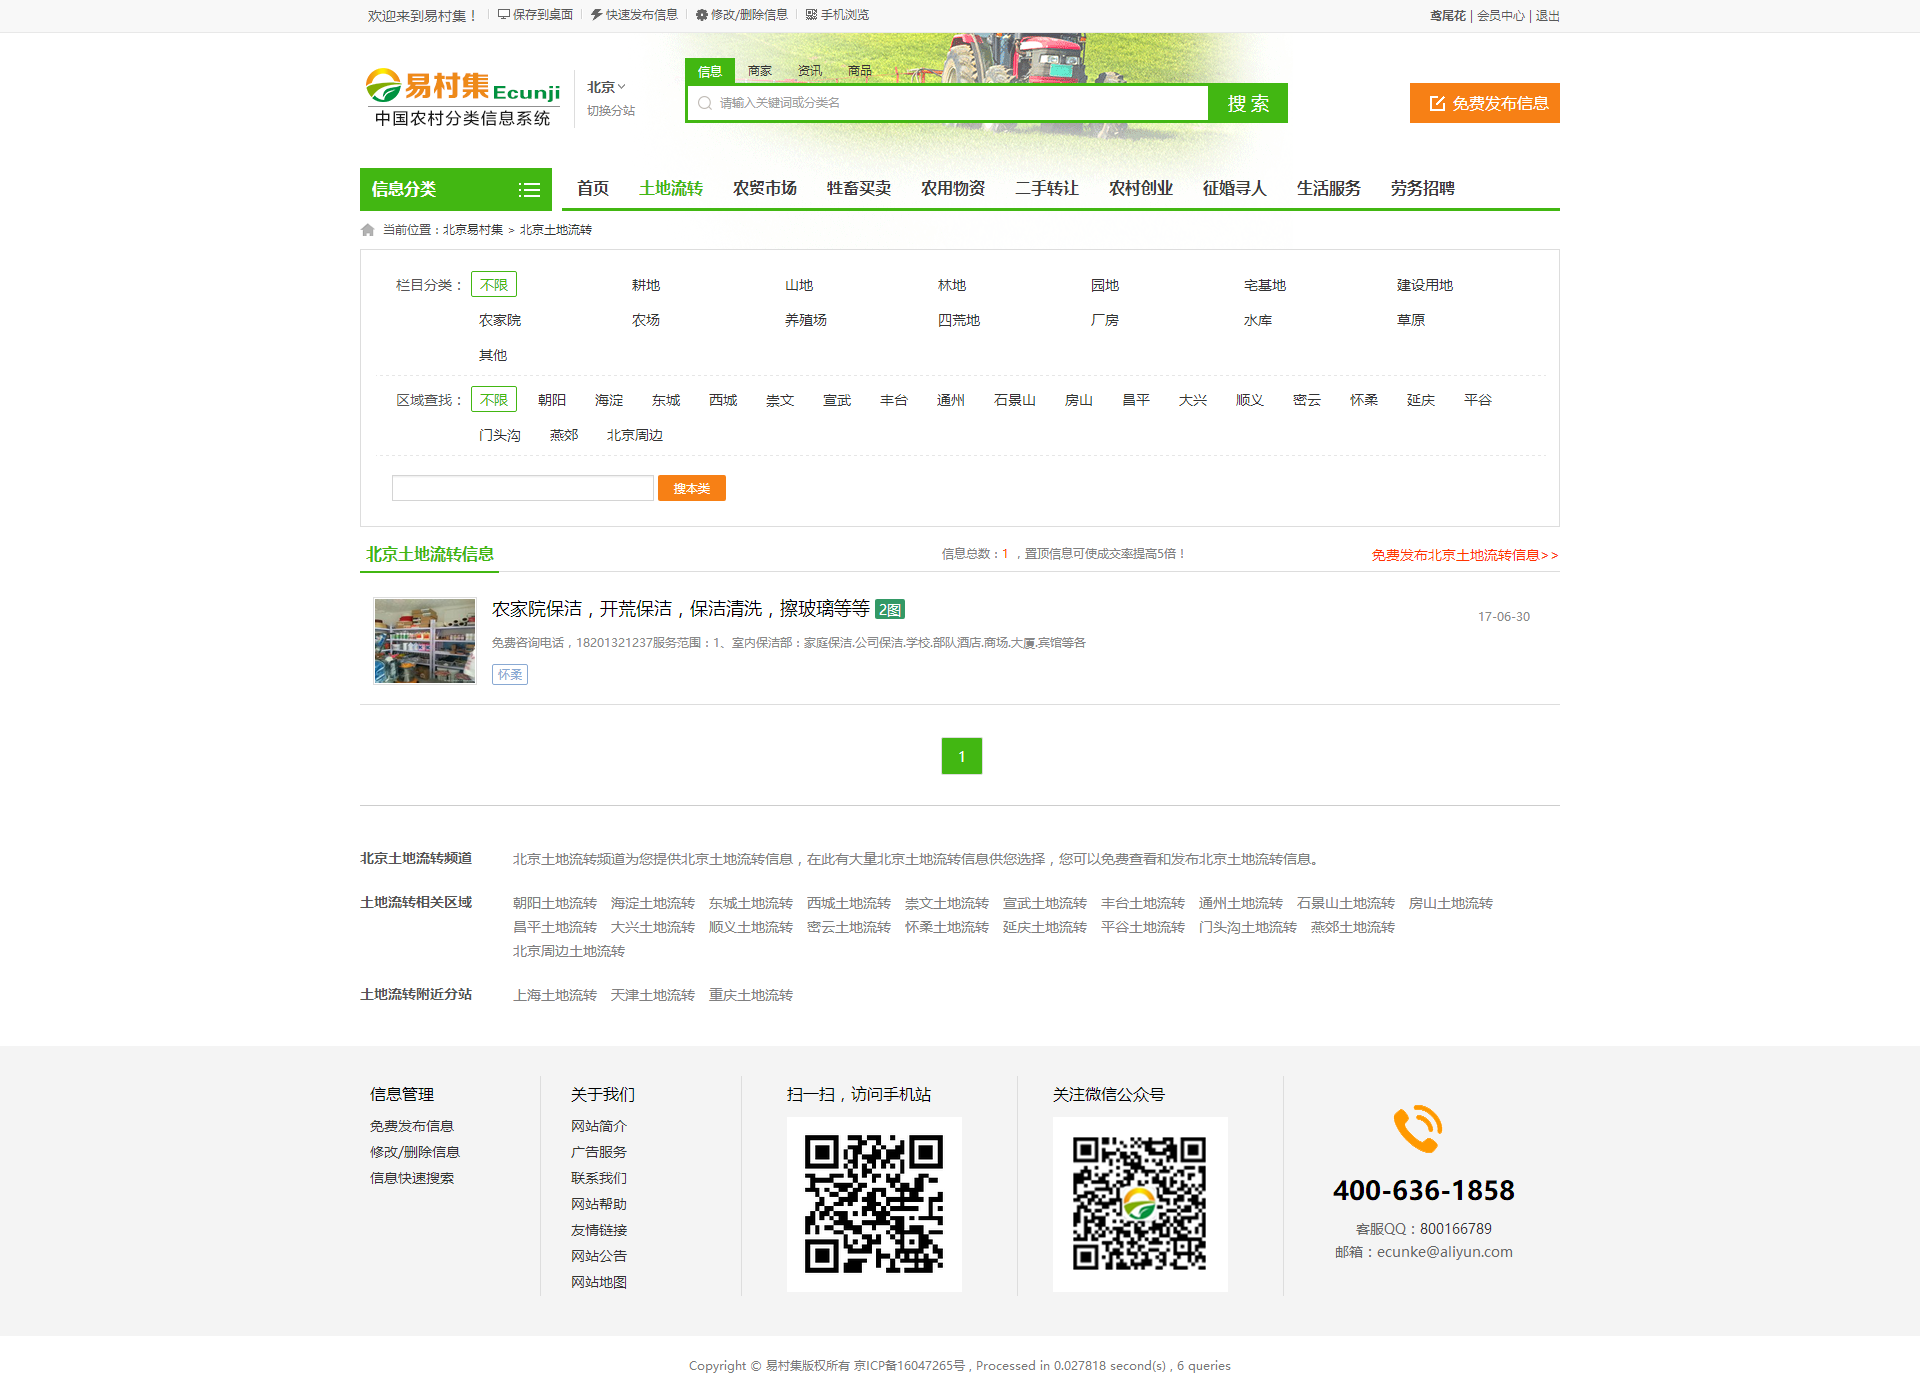 欢迎来到易村集！ 保存到桌面 快速发布信息 修改/删除信息 手机浏览 鸢尾花 | 会员中心 | 退出
信息 商家 资讯 商品
易村集 Ecunji
中国农村分类信息系统
北京
切换分站
请输入关键词或分类名 搜 索
免费发布信息
信息分类 首页 土地流转 农贸市场 牲畜买卖 农用物资 二手转让 农村创业 征婚寻人 生活服务 劳务招聘
当前位置：北京易村集 > 北京土地流转
栏目分类： 不限 耕地 山地 林地 园地 宅基地 建设用地
农家院 农场 养殖场 四荒地 厂房 水库 草原
其他
区域查找： 不限 朝阳 海淀 东城 西城 崇文 宣武 丰台 通州 石景山 房山 昌平 大兴 顺义 密云 怀柔 延庆 平谷
门头沟 燕郊 北京周边
搜本类
北京土地流转信息 信息总数：1 ，置顶信息可使成交率提高5倍！ 免费发布北京土地流转信息>>
农家院保洁，开荒保洁，保洁清洗，擦玻璃等等 2图
17-06-30
免费咨询电话，18201321237服务范围：1、室内保洁部：家庭保洁.公司保洁.学校.部队酒店.商场.大厦.宾馆等各
怀柔
1
北京土地流转频道 北京土地流转频道为您提供北京土地流转信息，在此有大量北京土地流转信息供您选择，您可以免费查看和发布北京土地流转信息。
土地流转相关区域 朝阳土地流转 海淀土地流转 东城土地流转 西城土地流转 崇文土地流转 宣武土地流转 丰台土地流转 通州土地流转 石景山土地流转 房山土地流转
昌平土地流转 大兴土地流转 顺义土地流转 密云土地流转 怀柔土地流转 延庆土地流转 平谷土地流转 门头沟土地流转 燕郊土地流转
北京周边土地流转
土地流转附近分站 上海土地流转 天津土地流转 重庆土地流转
信息管理
免费发布信息
修改/删除信息
信息快速搜索
关于我们
网站简介
广告服务
联系我们
网站帮助
友情链接
网站公告
网站地图
扫一扫，访问手机站
关注微信公众号
400-636-1858
客服QQ：800166789
邮箱：ecunke@aliyun.com
Copyright © 易村集版权所有 京ICP备16047265号 , Processed in 0.027818 second(s) , 6 queries